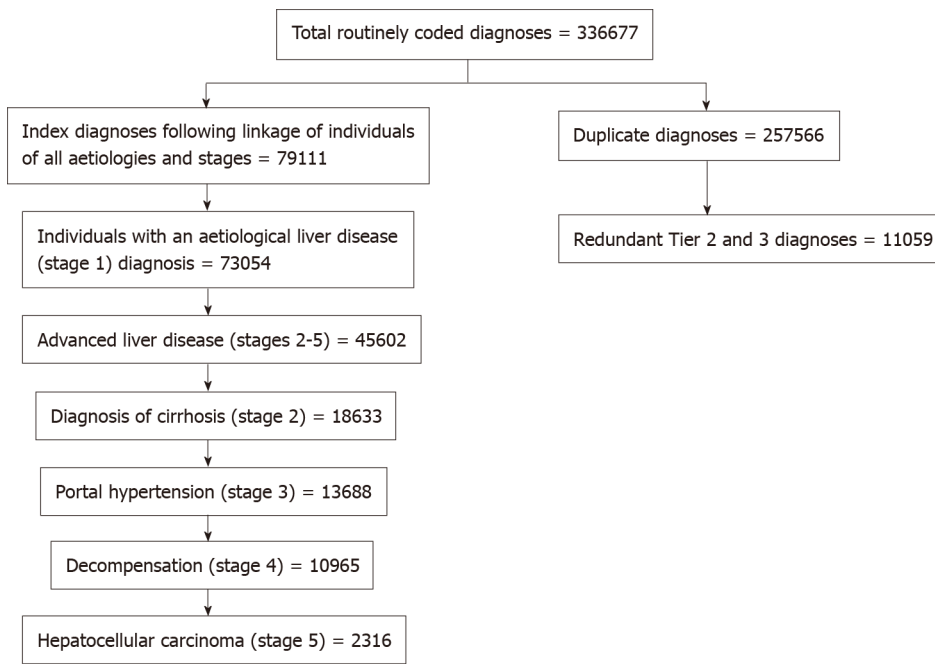 Total routinely coded diagnoses = 336677
Index diagnoses following linkage of individuals
of all aetiologies and stages = 79111
Duplicate diagnoses = 257566
Individuals with an aetiological liver disease
(stage 1) diagnosis = 73054
Redundant Tier 2 and 3 diagnoses = 11059
Advanced liver disease (stages 2-5) = 45602
Diagnosis of cirrhosis (stage 2) = 18633
Portal hypertension (stage 3) = 13688
Decompensation (stage 4) = 10965
Hepatocellular carcinoma (stage 5) = 2316